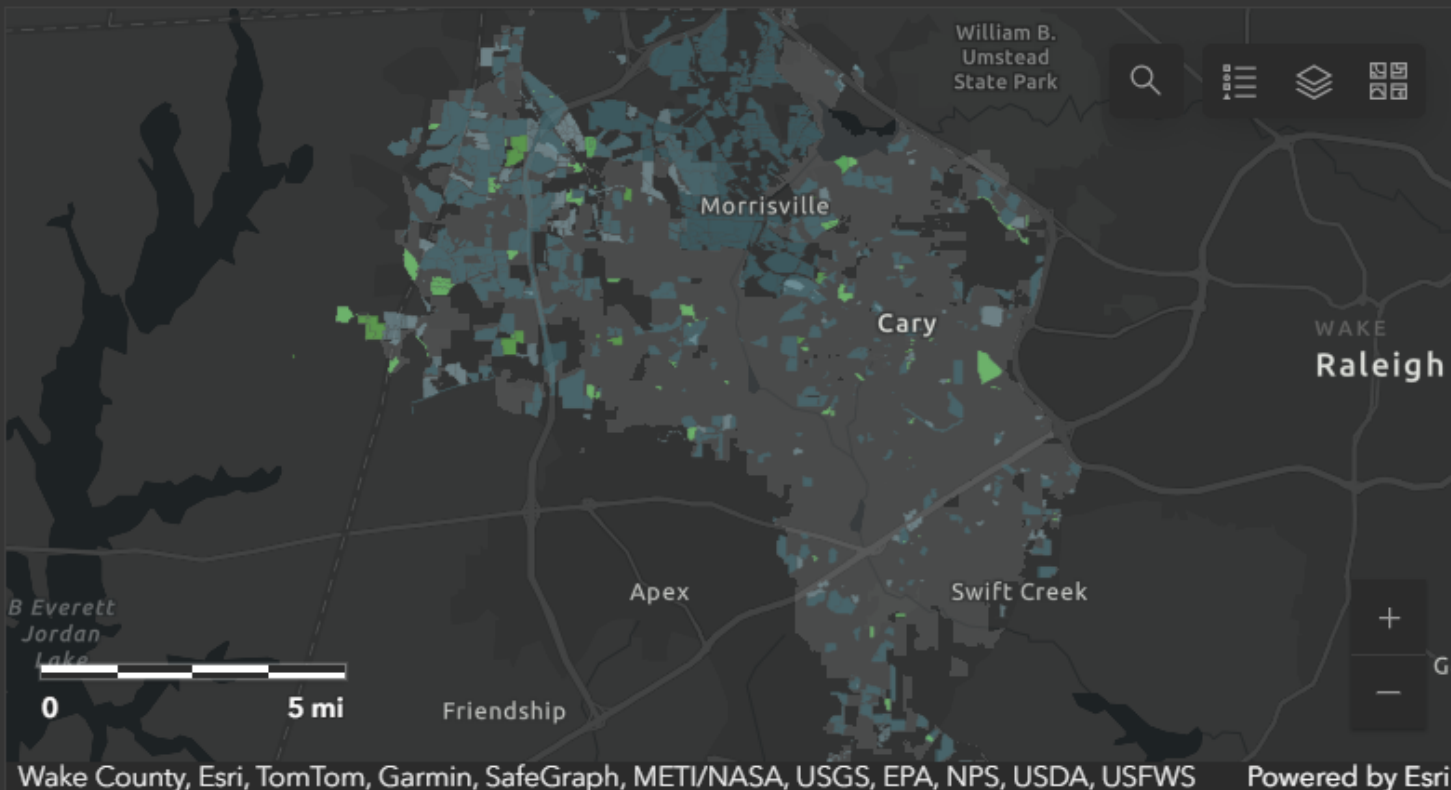 William B.
Umstead
State Park
Morrisville
Cary
WAKE
Raleigh
B Everett
Jordan
Lake
Apex
Swift Creek
+
G
0
5 mi
Friendship
−
Wake County, Esri, TomTom, Garmin, SafeGraph, METI/NASA, USGS, EPA, NPS, USDA, USFWS
Powered by Esri